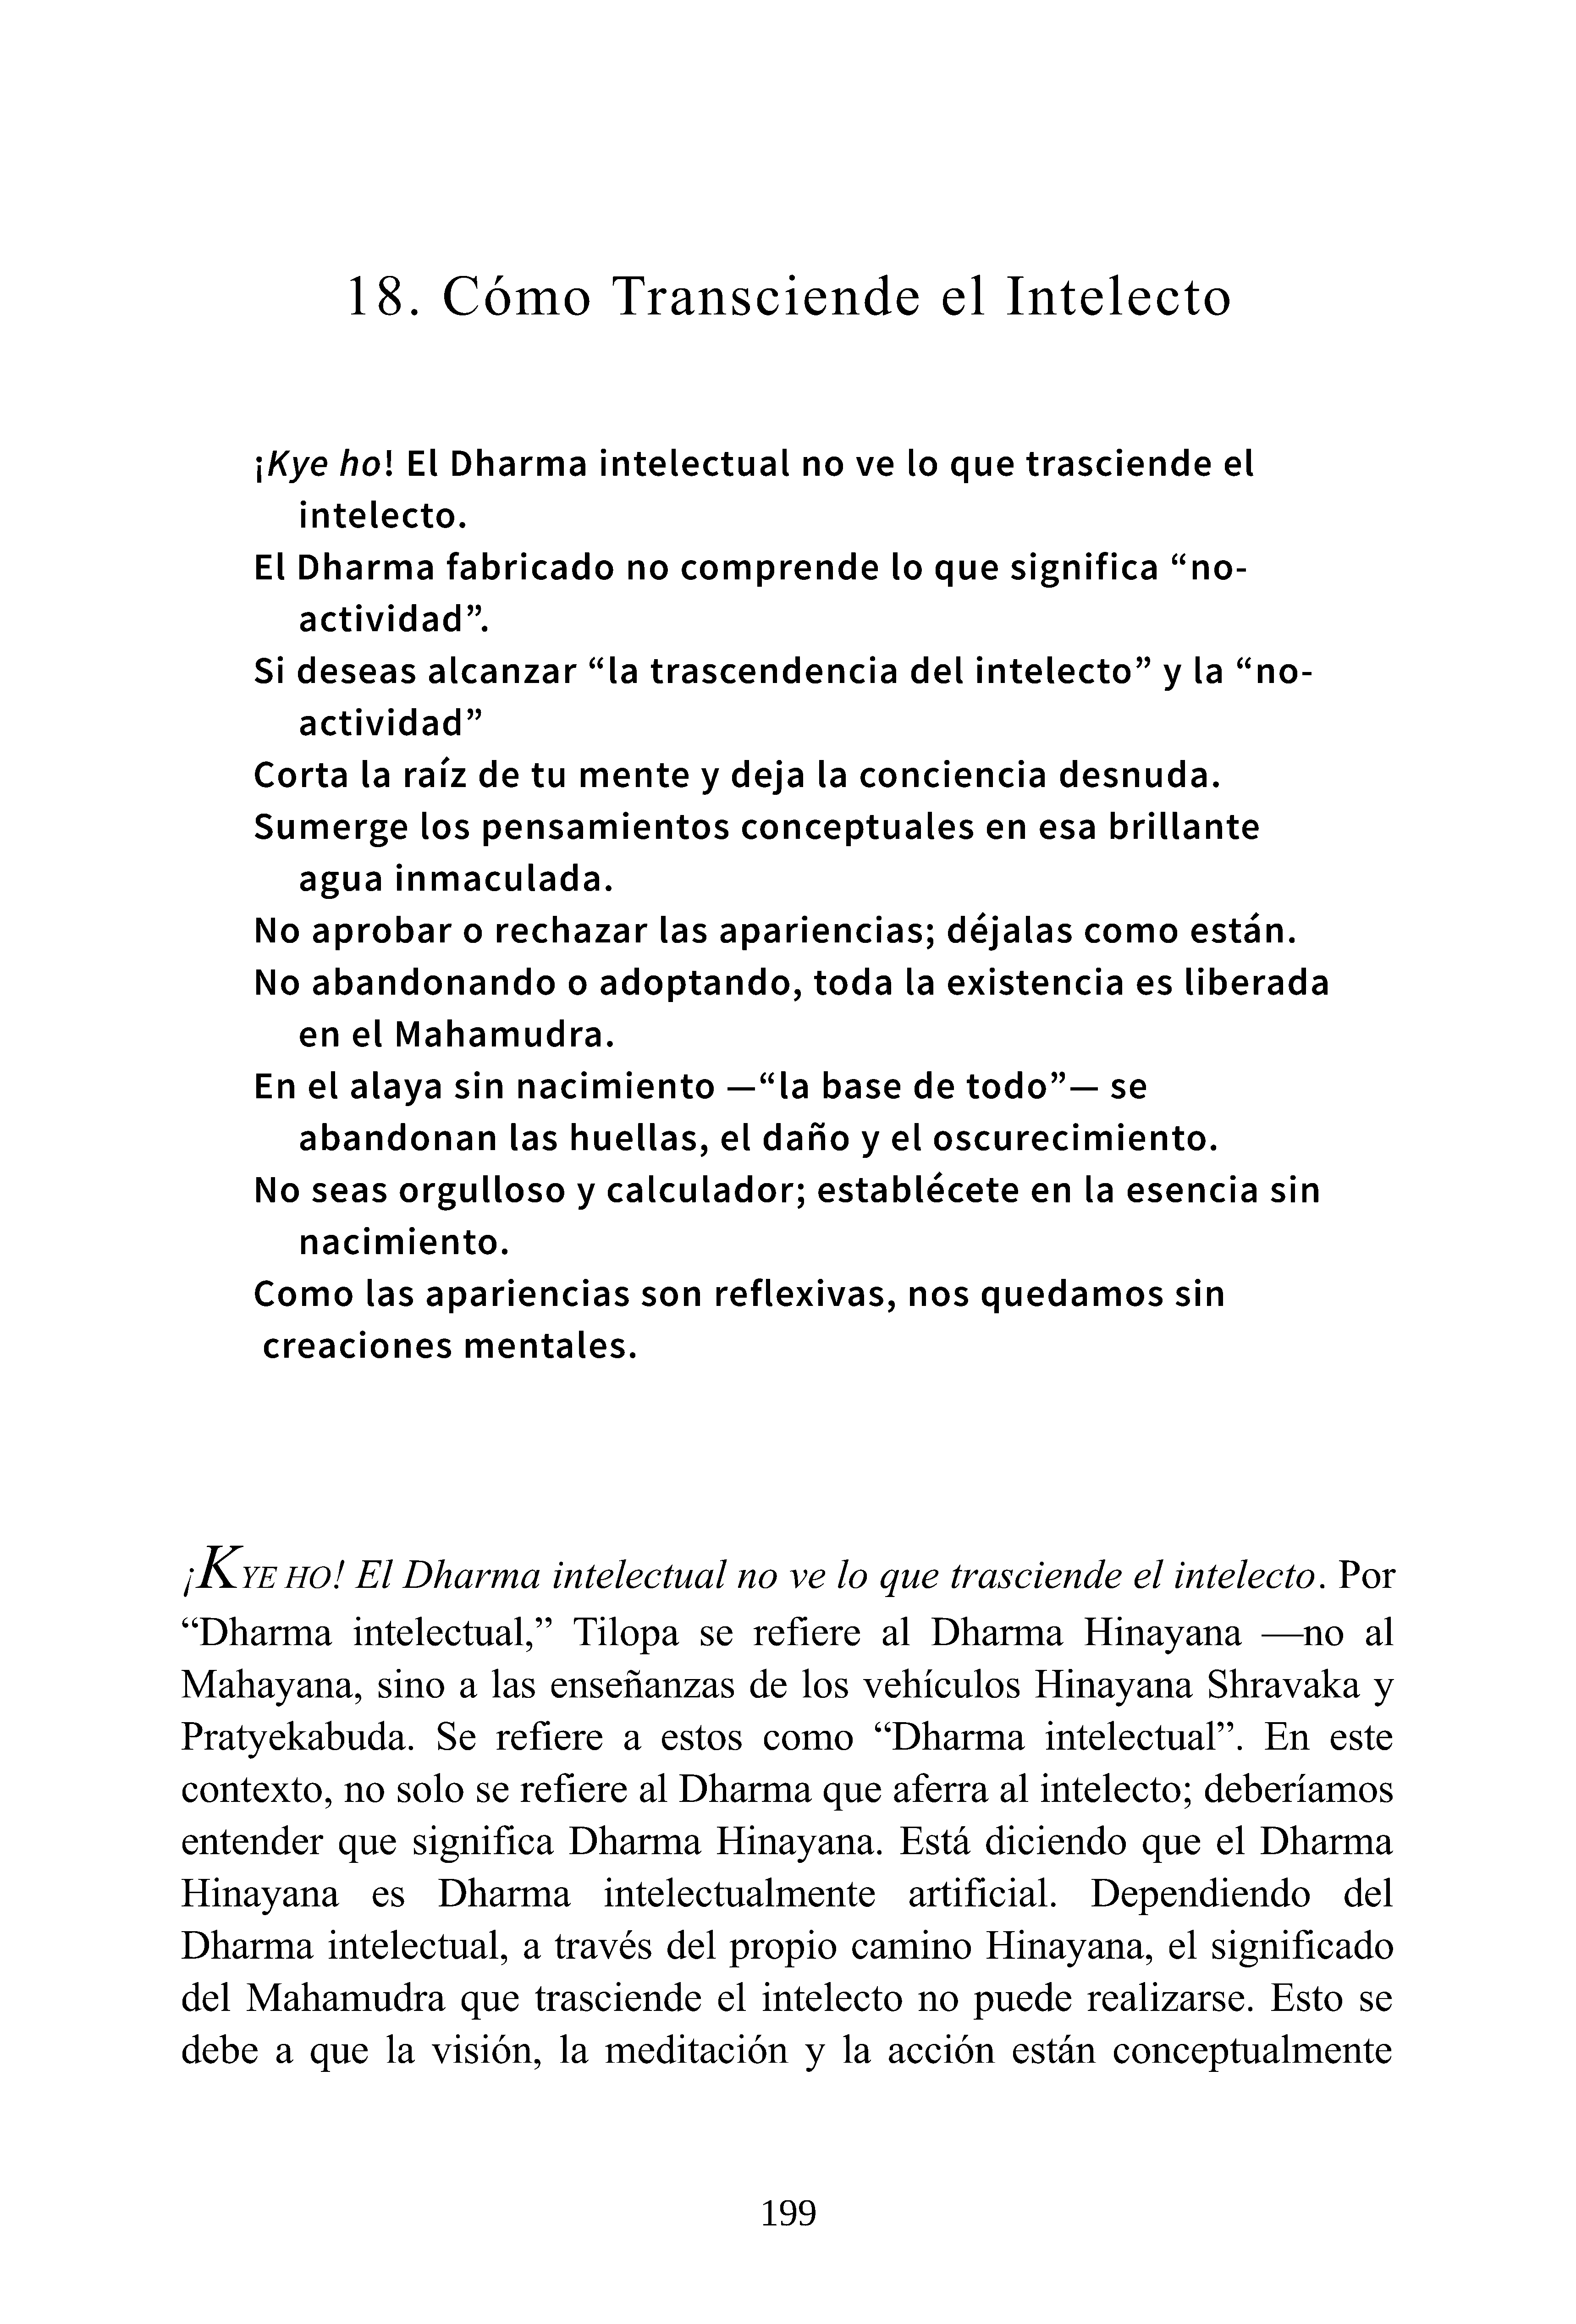 18. Cómo Transciende el Intelecto
¡Kye ho! El Dharma intelectual no ve lo que trasciende el
intelecto.
El Dharma fabricado no comprende lo que significa “no-
actividad”.
Si deseas alcanzar “la trascendencia del intelecto” y la “no-
actividad”
Corta la raíz de tu mente y deja la conciencia desnuda.
Sumerge los pensamientos conceptuales en esa brillante
agua inmaculada.
No aprobar o rechazar las apariencias; déjalas como están.
No abandonando o adoptando, toda la existencia es liberada
en el Mahamudra.
En el alaya sin nacimiento —“la base de todo”— se
abandonan las huellas, el daño y el oscurecimiento.
No seas orgulloso y calculador; establécete en la esencia sin
nacimiento.
Como las apariencias son reflexivas, nos quedamos sin
creaciones mentales.
¡KYE HO! El Dharma intelectual no ve lo que trasciende el intelecto. Por
“Dharma intelectual,” Tilopa se refiere al Dharma Hinayana —no al
Mahayana, sino a las enseñanzas de los vehículos Hinayana Shravaka y
Pratyekabuda. Se refiere a estos como “Dharma intelectual”. En este
contexto, no solo se refiere al Dharma que aferra al intelecto; deberíamos
entender que significa Dharma Hinayana. Está diciendo que el Dharma
Hinayana es Dharma intelectualmente artificial. Dependiendo del
Dharma intelectual, a través del propio camino Hinayana, el significado
del Mahamudra que trasciende el intelecto no puede realizarse. Esto se
debe a que la visión, la meditación y la acción están conceptualmente
199